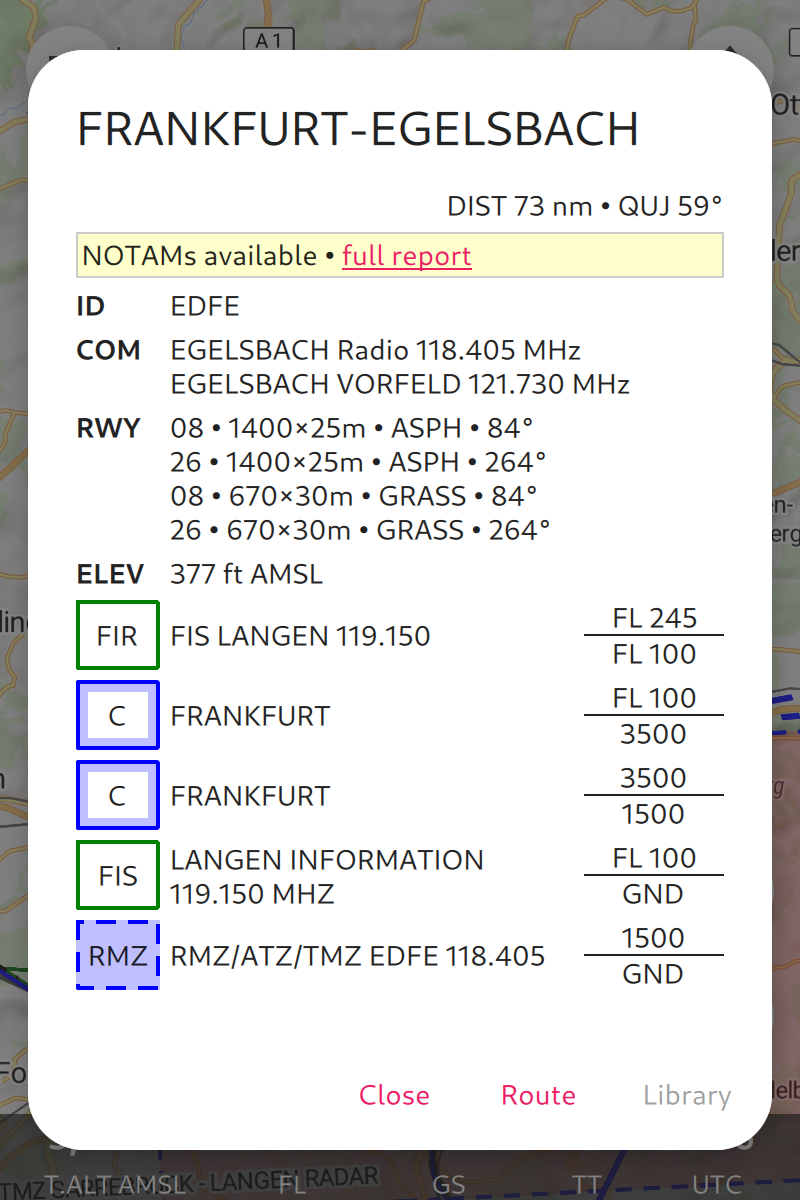 A 1
Ot
FRANKFURT-EGELSBACH
DIST 73 nm • QUJ 59°
NOTAMs available • full report
ID EDFE
COM EGELSBACH Radio 118.405 MHz
EGELSBACH VORFELD 121.730 MHz
RWY 08 • 1400×25m • ASPH • 84°
26 • 1400×25m • ASPH • 264°
08 • 670×30m • GRASS • 84°
26 • 670×30m • GRASS • 264°
ELEV 377 ft AMSL
FIR FIS LANGEN 119.150 FL 245
FL 100
C FRANKFURT FL 100
3500
C FRANKFURT 3500
1500
FIS LANGEN INFORMATION FL 100
119.150 MHZ GND
RMZ RMZ/ATZ/TMZ EDFE 118.405 1500
GND
Close Route Library
T.ALT AMSL FL GS TT UTC
LANGEN RADAR